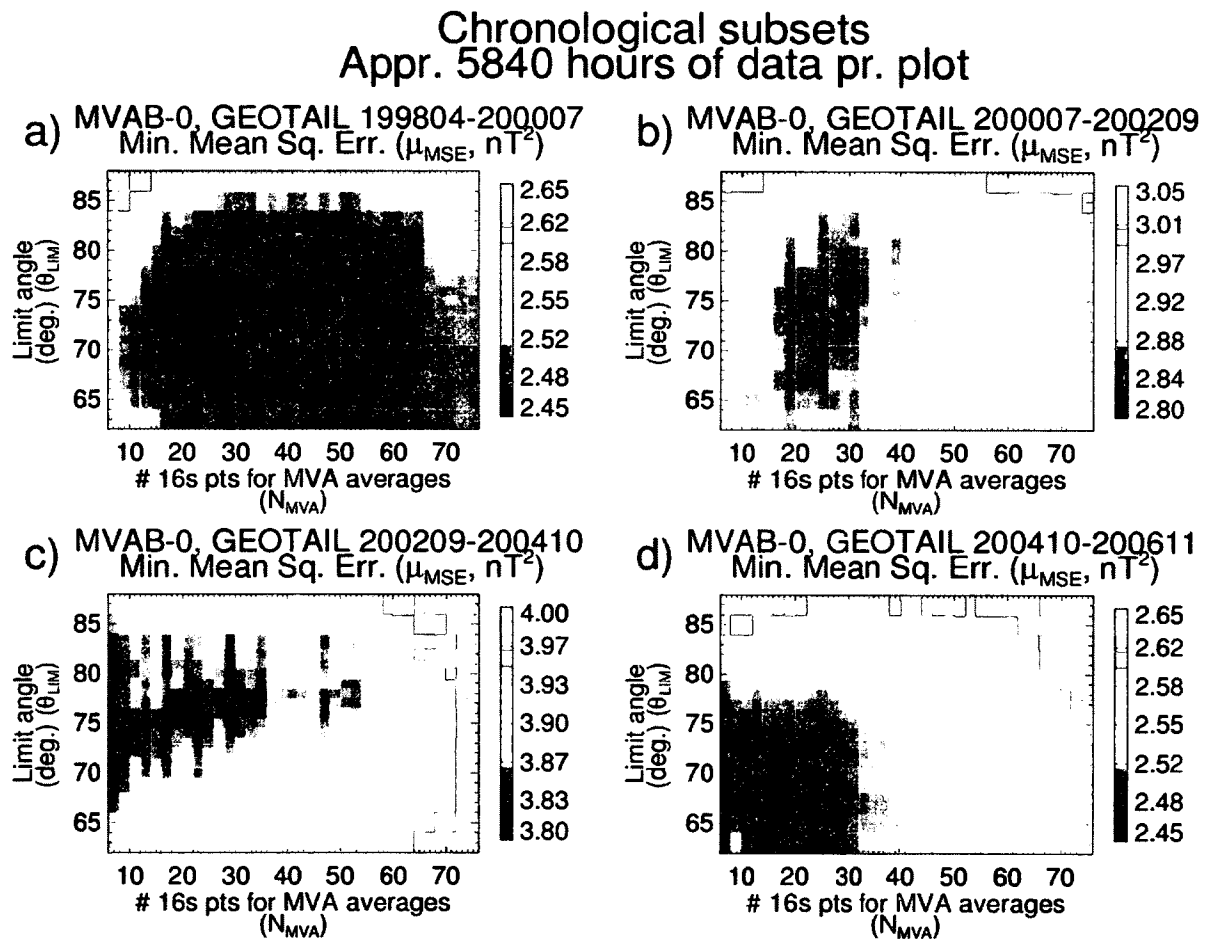 Chronological subsets
Appr. 5840 hours of data pr. plot
a) MVAB-0, GEOTAIL 199804-200007
Min. Mean Sq. Err. (μMSE, nT²)
Limit angle
(deg.) (θLIM)
85
80
75
70
65
10 20 30 40 50 60 70
# 16s pts for MVA averages
(NMVA)
2.65
2.62
2.58
2.55
2.52
2.48
2.45
b) MVAB-0, GEOTAIL 200007-200209
Min. Mean Sq. Err. (μMSE, nT²)
Limit angle
(deg.) (θLIM)
85
80
75
70
65
10 20 30 40 50 60 70
# 16s pts for MVA averages
(NMVA)
3.05
3.01
2.97
2.92
2.88
2.84
2.80
c) MVAB-0, GEOTAIL 200209-200410
Min. Mean Sq. Err. (μMSE, nT²)
Limit angle
(deg.) (θLIM)
85
80
75
70
65
10 20 30 40 50 60 70
# 16s pts for MVA averages
(NMVA)
4.00
3.97
3.93
3.90
3.87
3.83
3.80
d) MVAB-0, GEOTAIL 200410-200611
Min. Mean Sq. Err. (μMSE, nT²)
Limit angle
(deg.) (θLIM)
85
80
75
70
65
10 20 30 40 50 60 70
# 16s pts for MVA averages
(NMVA)
2.65
2.62
2.58
2.55
2.52
2.48
2.45